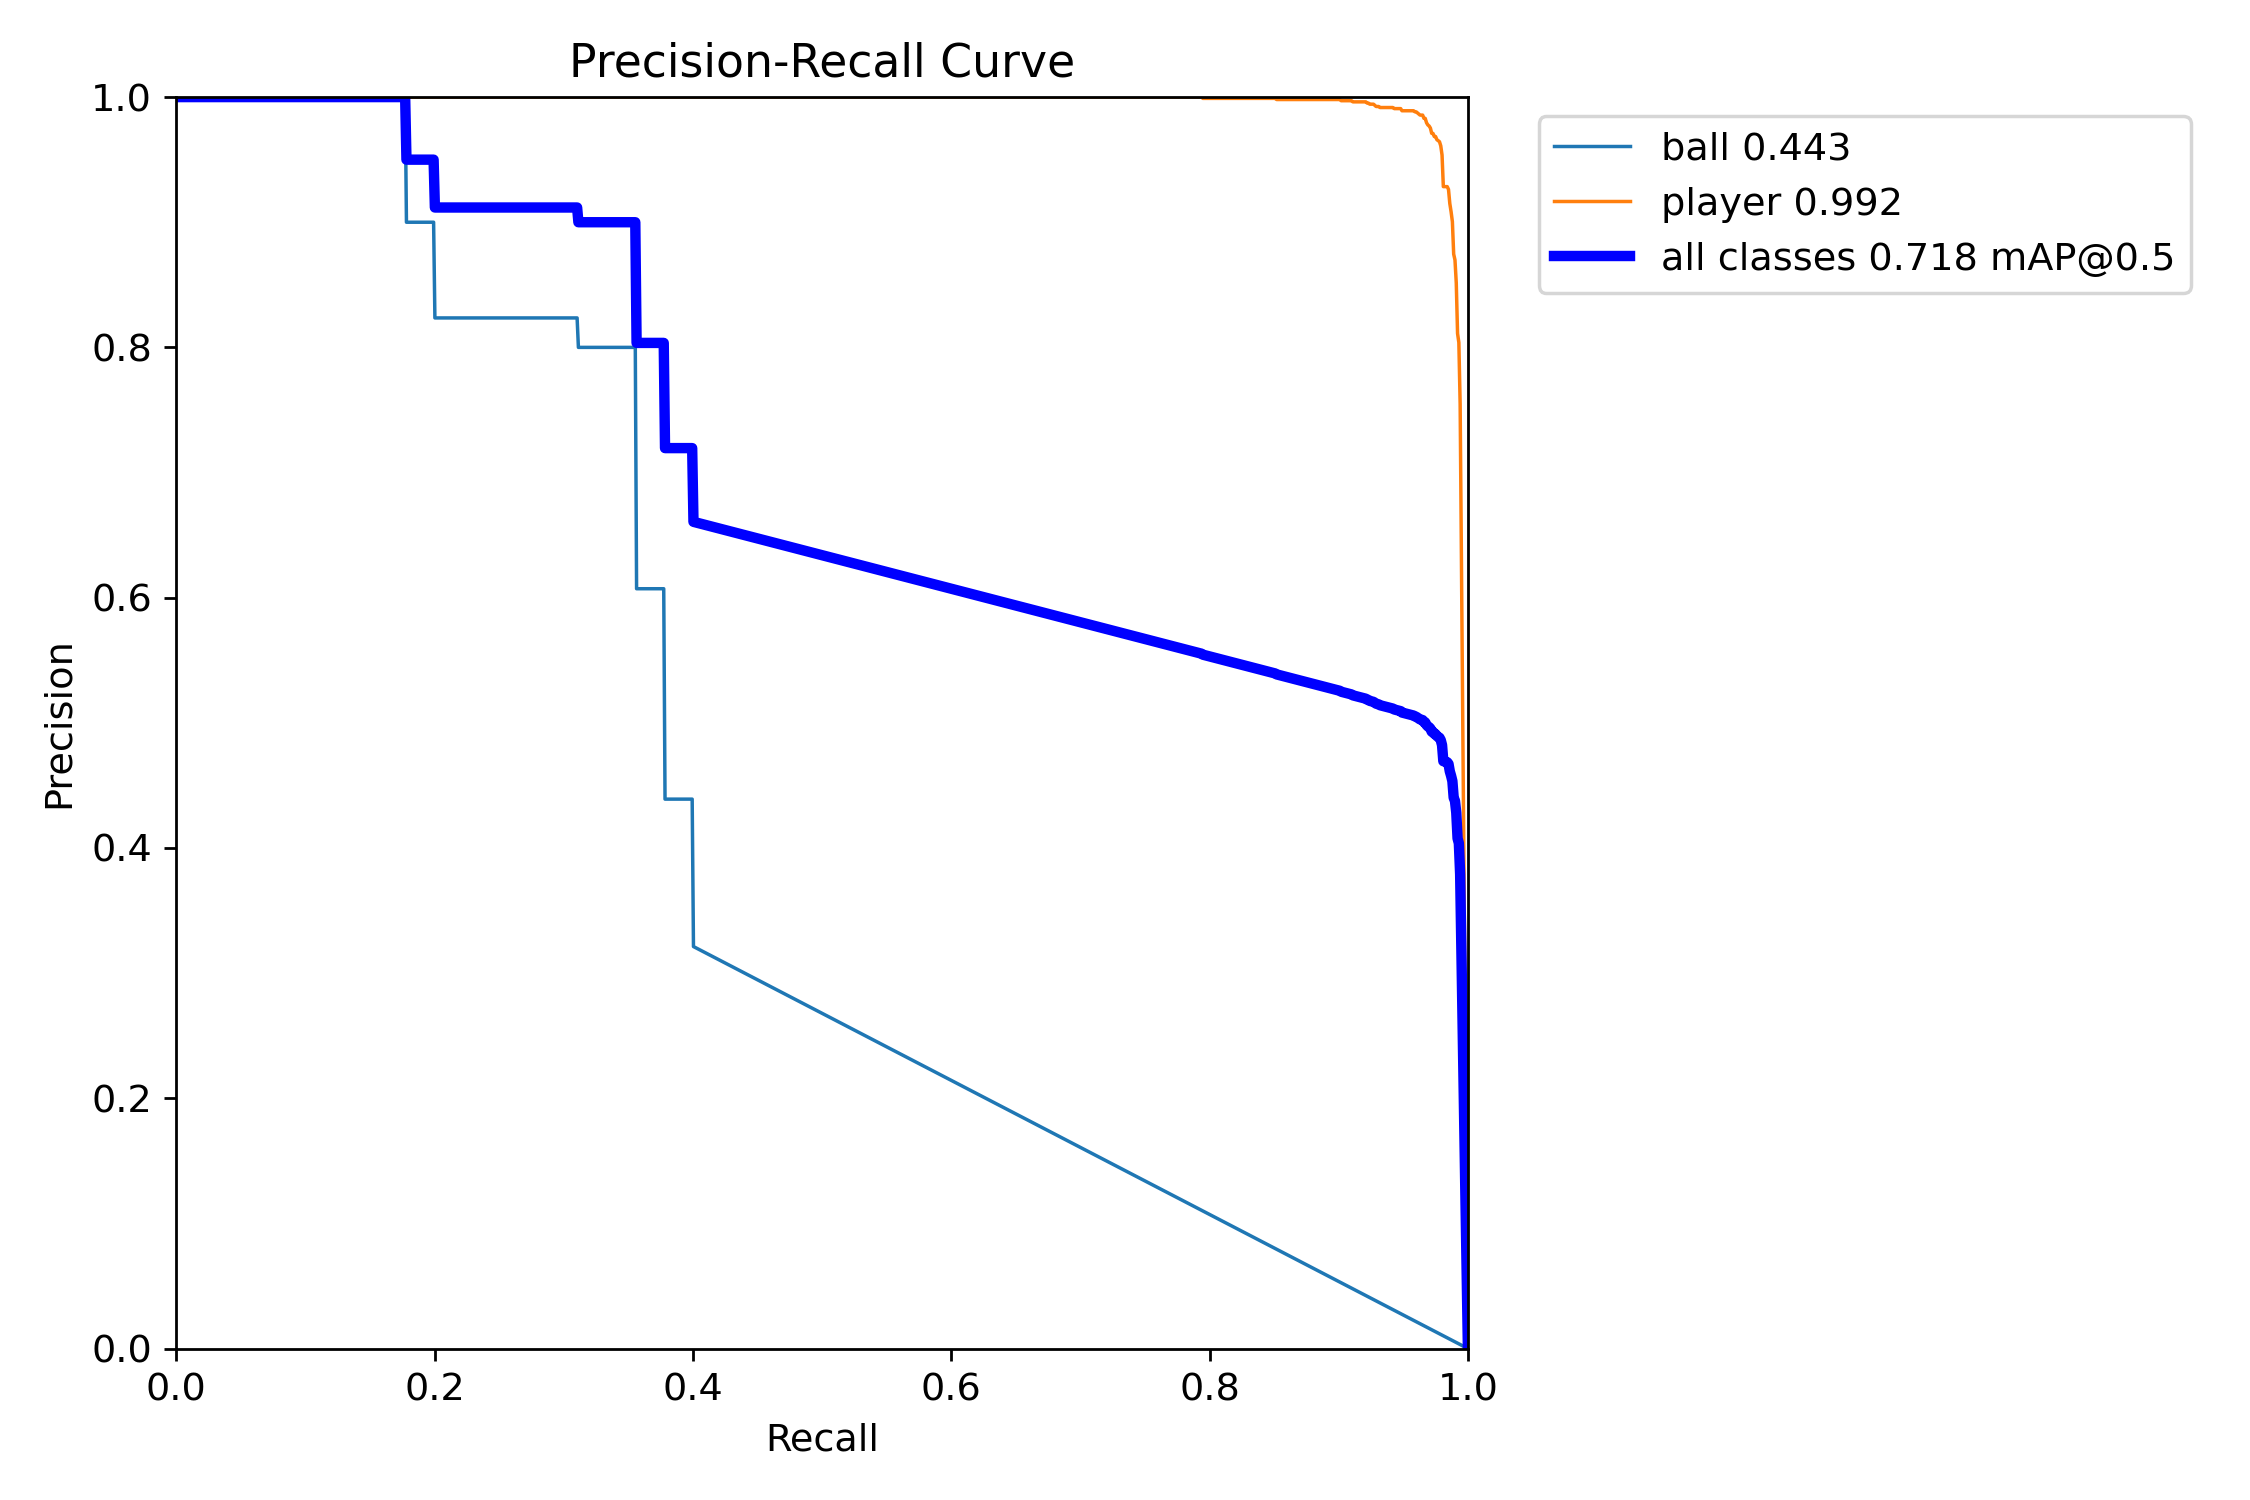 Precision-Recall Curve
1.0
0.8
0.6
0.4
0.2
0.0
Precision
0.0 0.2 0.4 0.6 0.8 1.0
Recall
ball 0.443
player 0.992
all classes 0.718 mAP@0.5